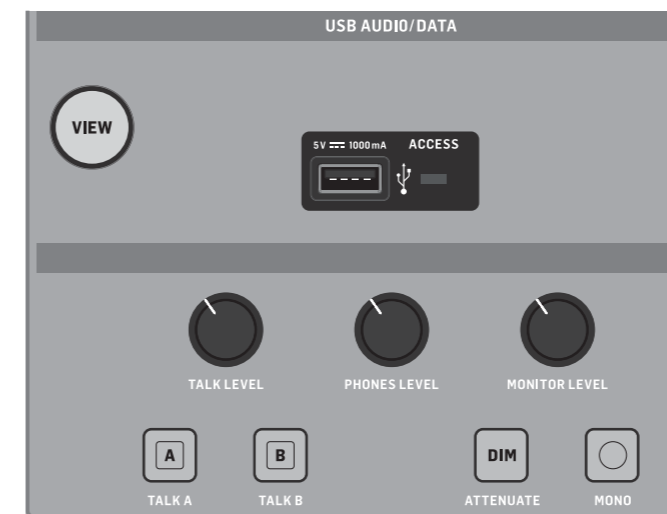 USB AUDIO/DATA
VIEW
5V 1000mA ACCESS
TALK LEVEL PHONES LEVEL MONITOR LEVEL
A B DIM
TALK A TALK B ATTENUATE MONO